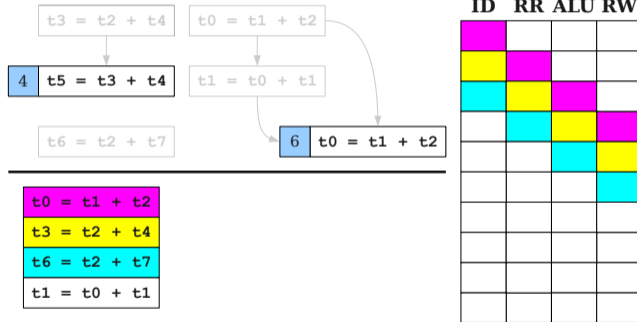 ID RR ALU RW
t3 = t2 + t4
t0 = t1 + t2
4 t5 = t3 + t4
t1 = t0 + t1
t6 = t2 + t7
6 t0 = t1 + t2
t0 = t1 + t2
t3 = t2 + t4
t6 = t2 + t7
t1 = t0 + t1